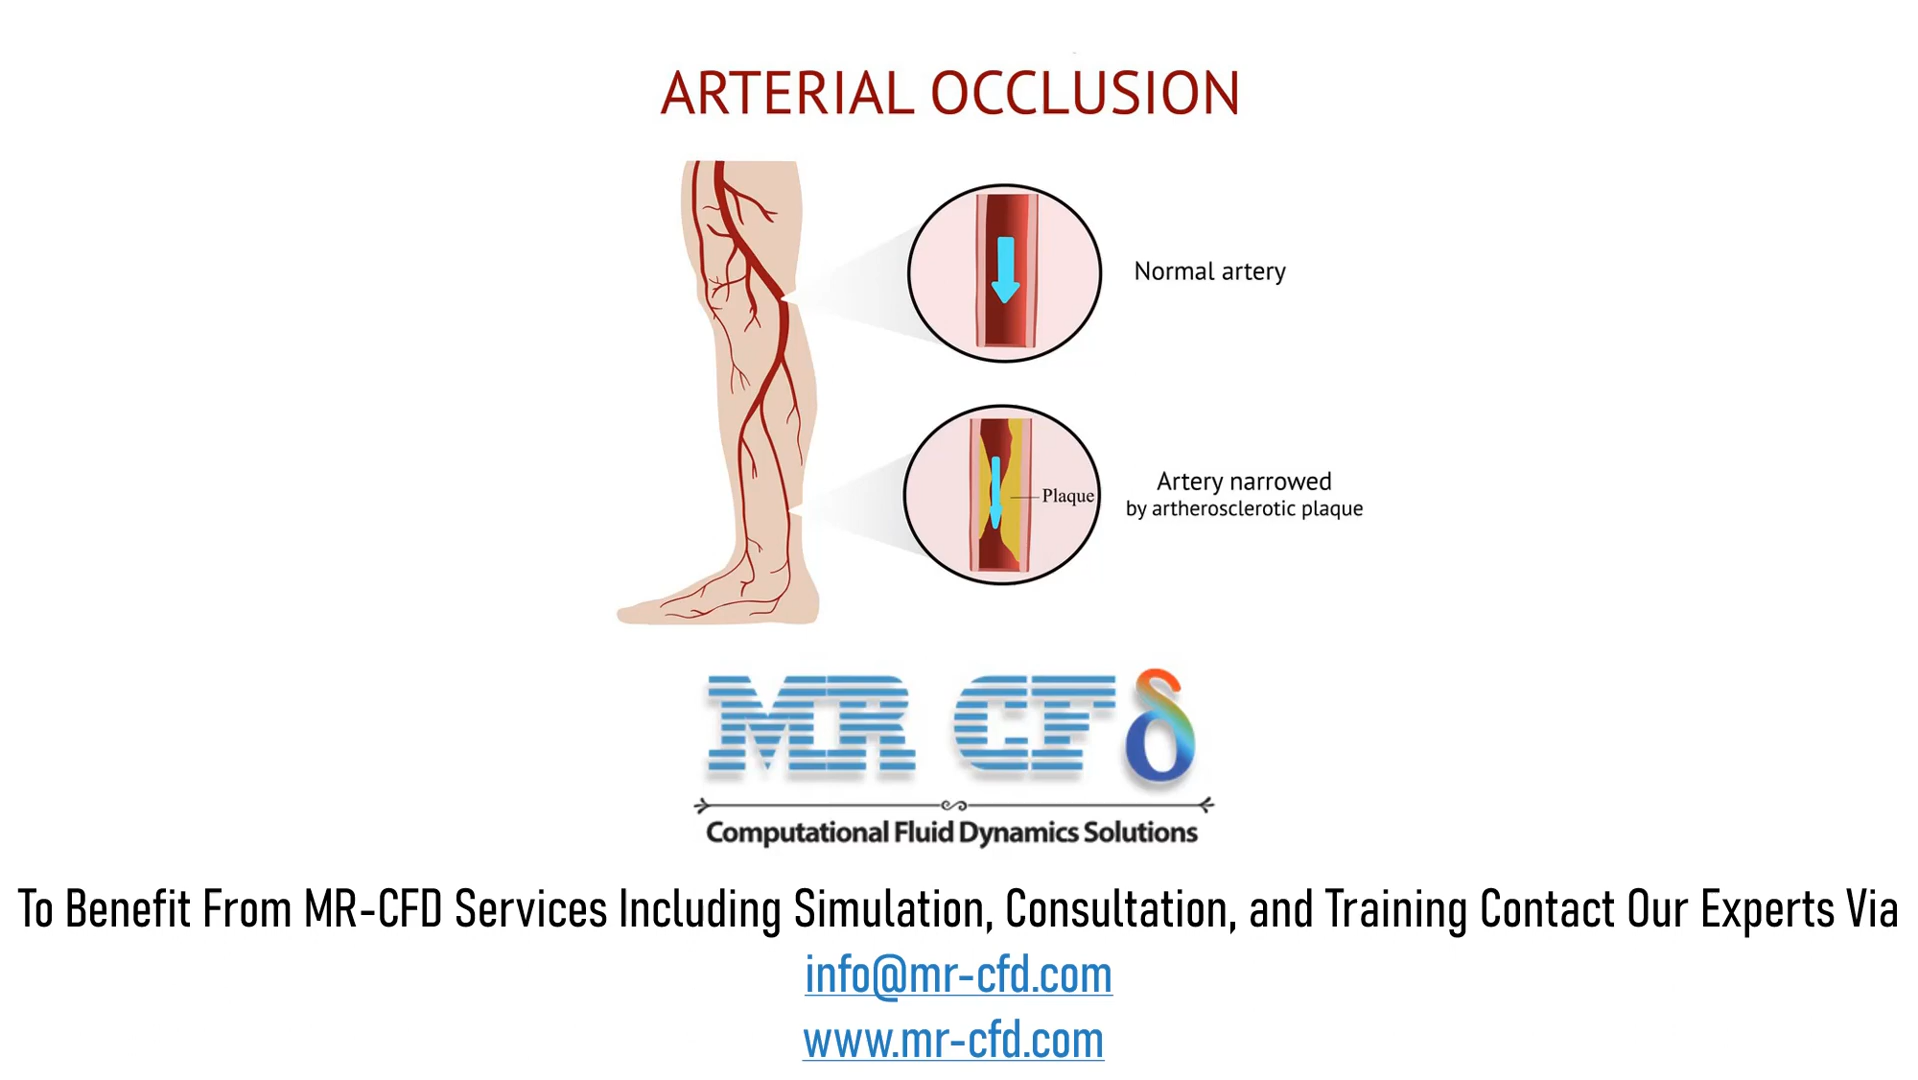 ARTERIAL OCCLUSION
Normal artery
Plaque
Artery narrowed
by artherosclerotic plaque
MR CFδ
Computational Fluid Dynamics Solutions
To Benefit From MR-CFD Services Including Simulation, Consultation, and Training Contact Our Experts Via
info@mr-cfd.com
www.mr-cfd.com